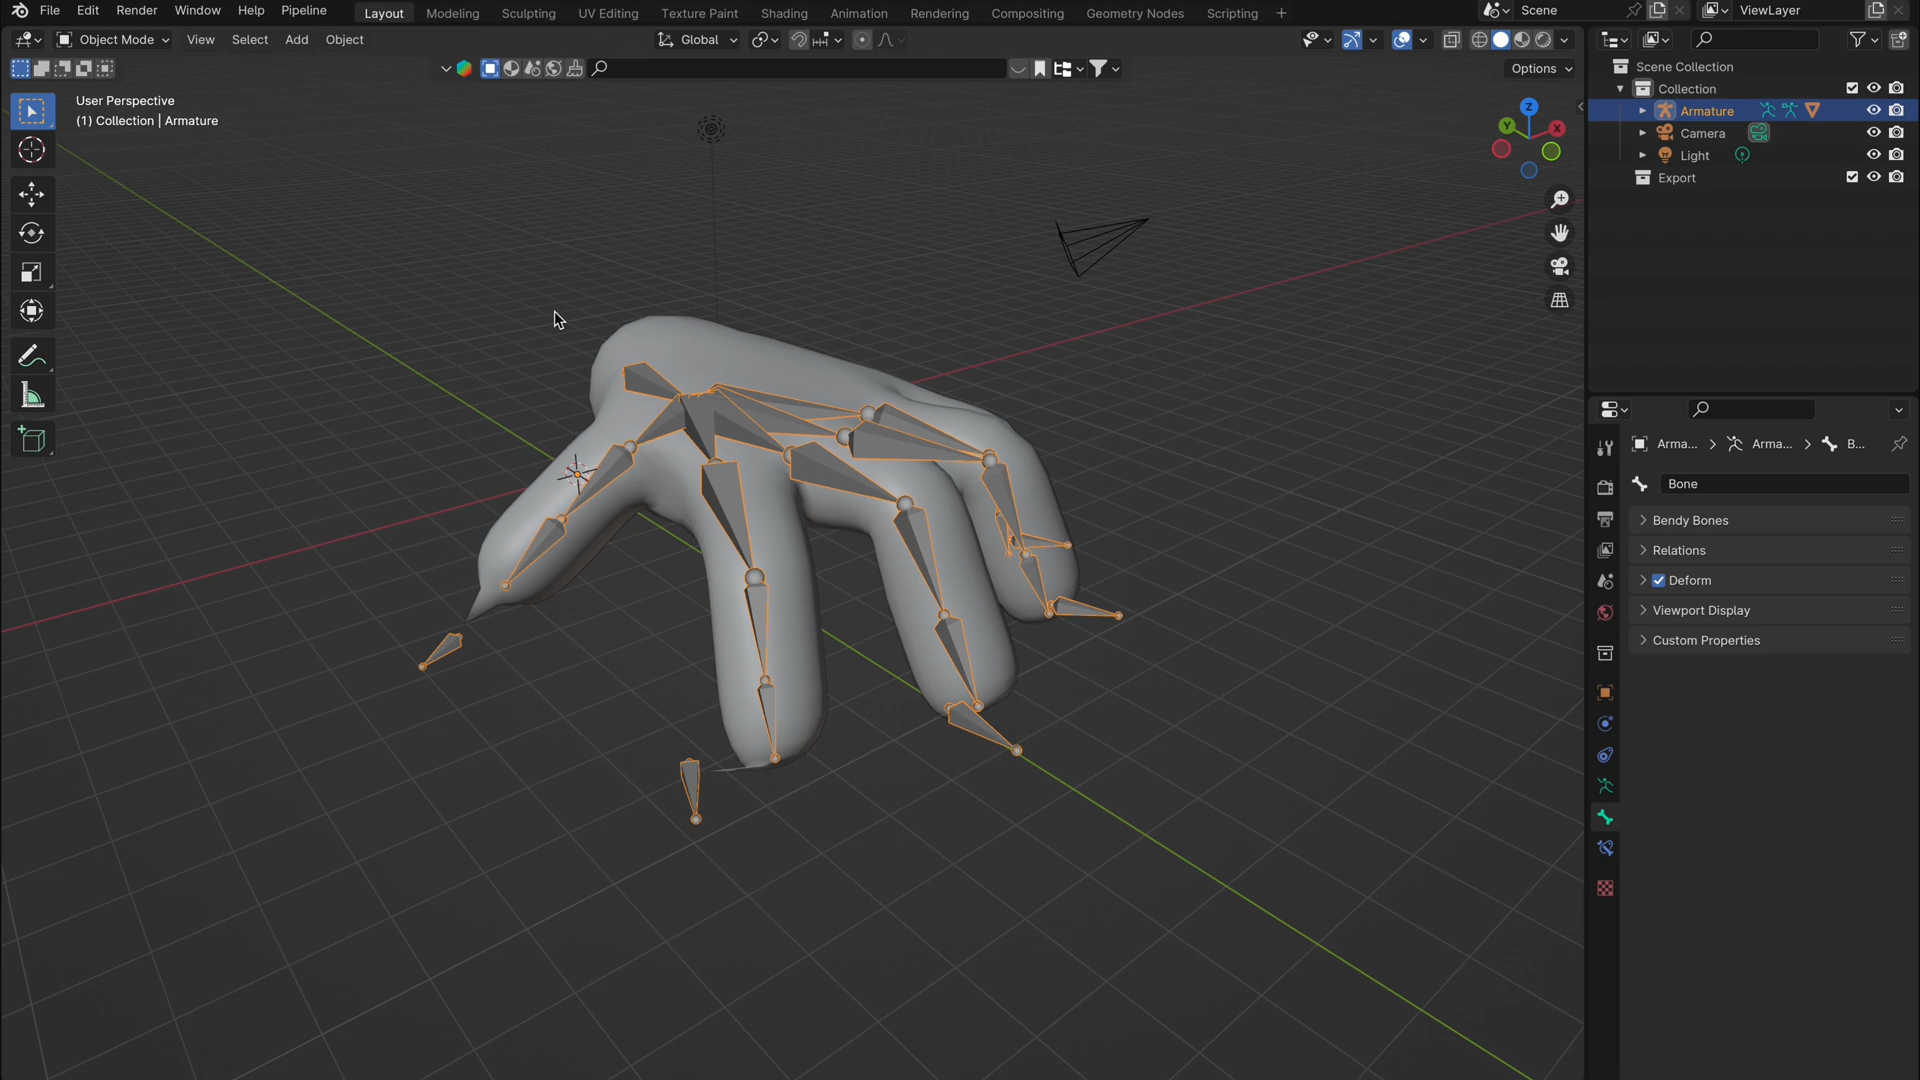 File Edit Render Window Help Pipeline Layout Modeling Sculpting UV Editing Texture Paint Shading Animation Rendering Compositing Geometry Nodes Scripting + Scene ViewLayer
Object Mode View Select Add Object Global
Options
User Perspective
(1) Collection | Armature
Z
Y X
Scene Collection
Collection
Armature
Camera
Light
Export
Arma... Arma... B...
Bone
Bendy Bones
Relations
Deform
Viewport Display
Custom Properties